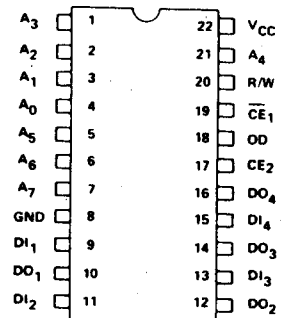 A3 1 22 VCC
A2 2 21 A4
A1 3 20 R/W
A0 4 19 C̅E̅1
A5 5 18 OD
A6 6 17 CE2
A7 7 16 DO4
GND 8 15 DI4
DI1 9 14 DO3
DO1 10 13 DI3
DI2 11 12 DO2